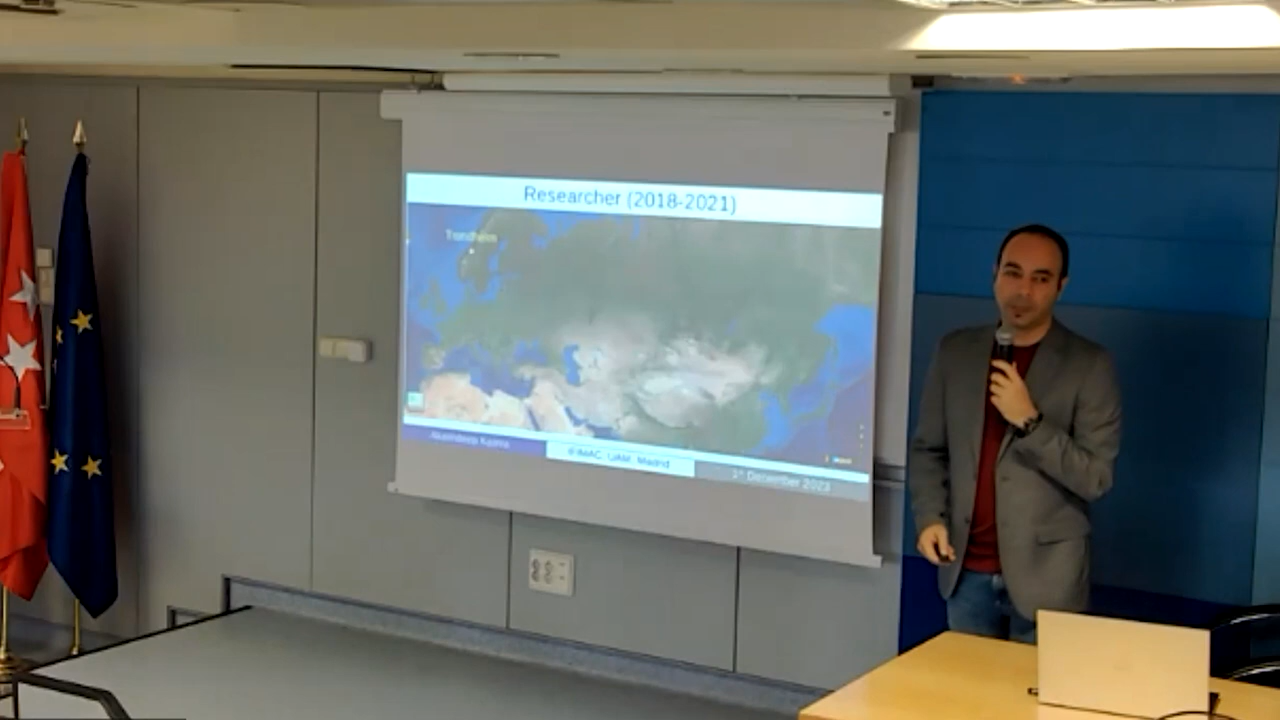 Researcher (2018-2021)
Trondheim
IFIMAC, UAM, Madrid
1st December 2023